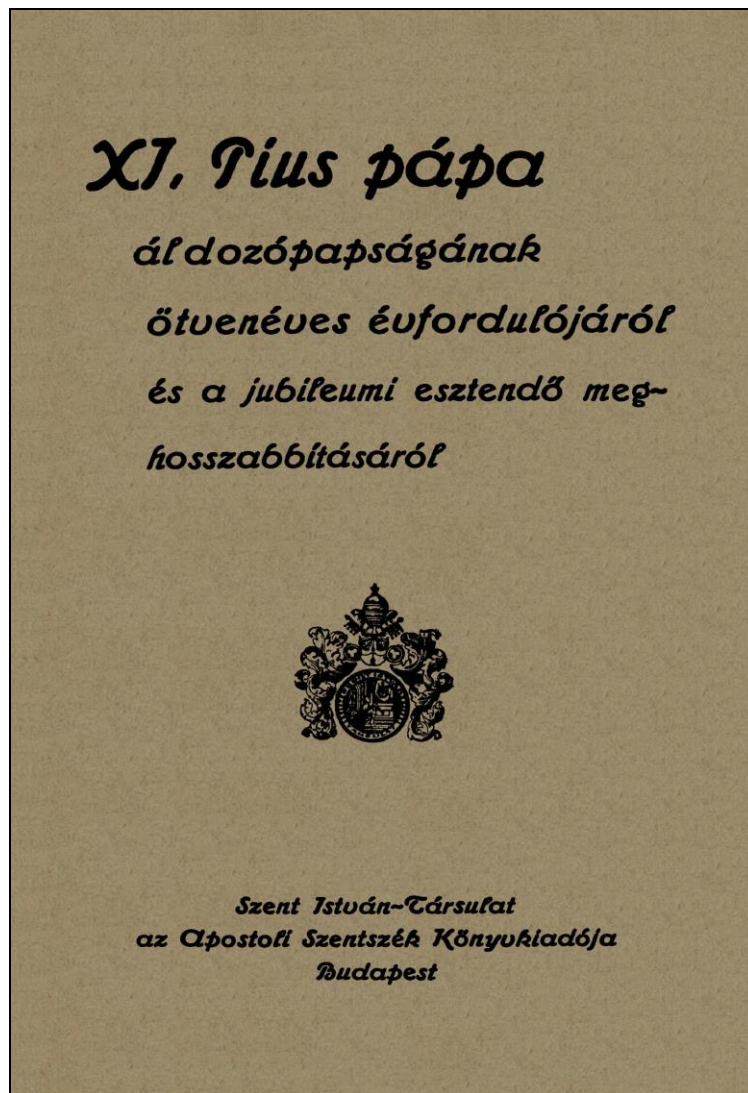 XI. Pius pápa
áldozópapságának
ötvenéves évfordulójáról
és a jubileumi esztendő meg-
hosszabbításáról
Szent István-Társulat
az Apostoli Szentszék Könyvkiadója
Budapest